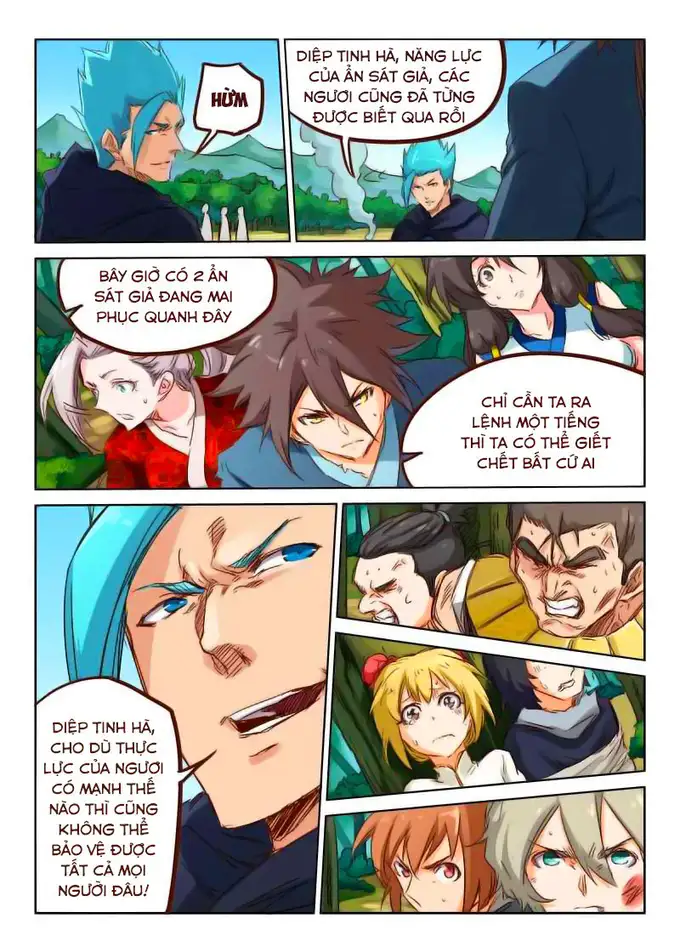 HỪM
DIỆP TINH HÀ, NĂNG LỰC
CỦA ẨN SÁT GIẢ, CÁC
NGƯƠI CŨNG ĐÃ TỪNG
ĐƯỢC BIẾT QUA RỒI
BÂY GIỜ CÓ 2 ẨN
SÁT GIẢ ĐANG MAI
PHỤC QUANH ĐÂY
CHỈ CẦN TA RA
LỆNH MỘT TIẾNG
THÌ TA CÓ THỂ GIẾT
CHẾT BẤT CỨ AI
DIỆP TINH HÀ,
CHO DÙ THỰC
LỰC CỦA NGƯƠI
CÓ MẠNH THẾ
NÀO THÌ CŨNG
KHÔNG THỂ
BẢO VỆ ĐƯỢC
TẤT CẢ MỌI
NGƯỜI ĐÂU!